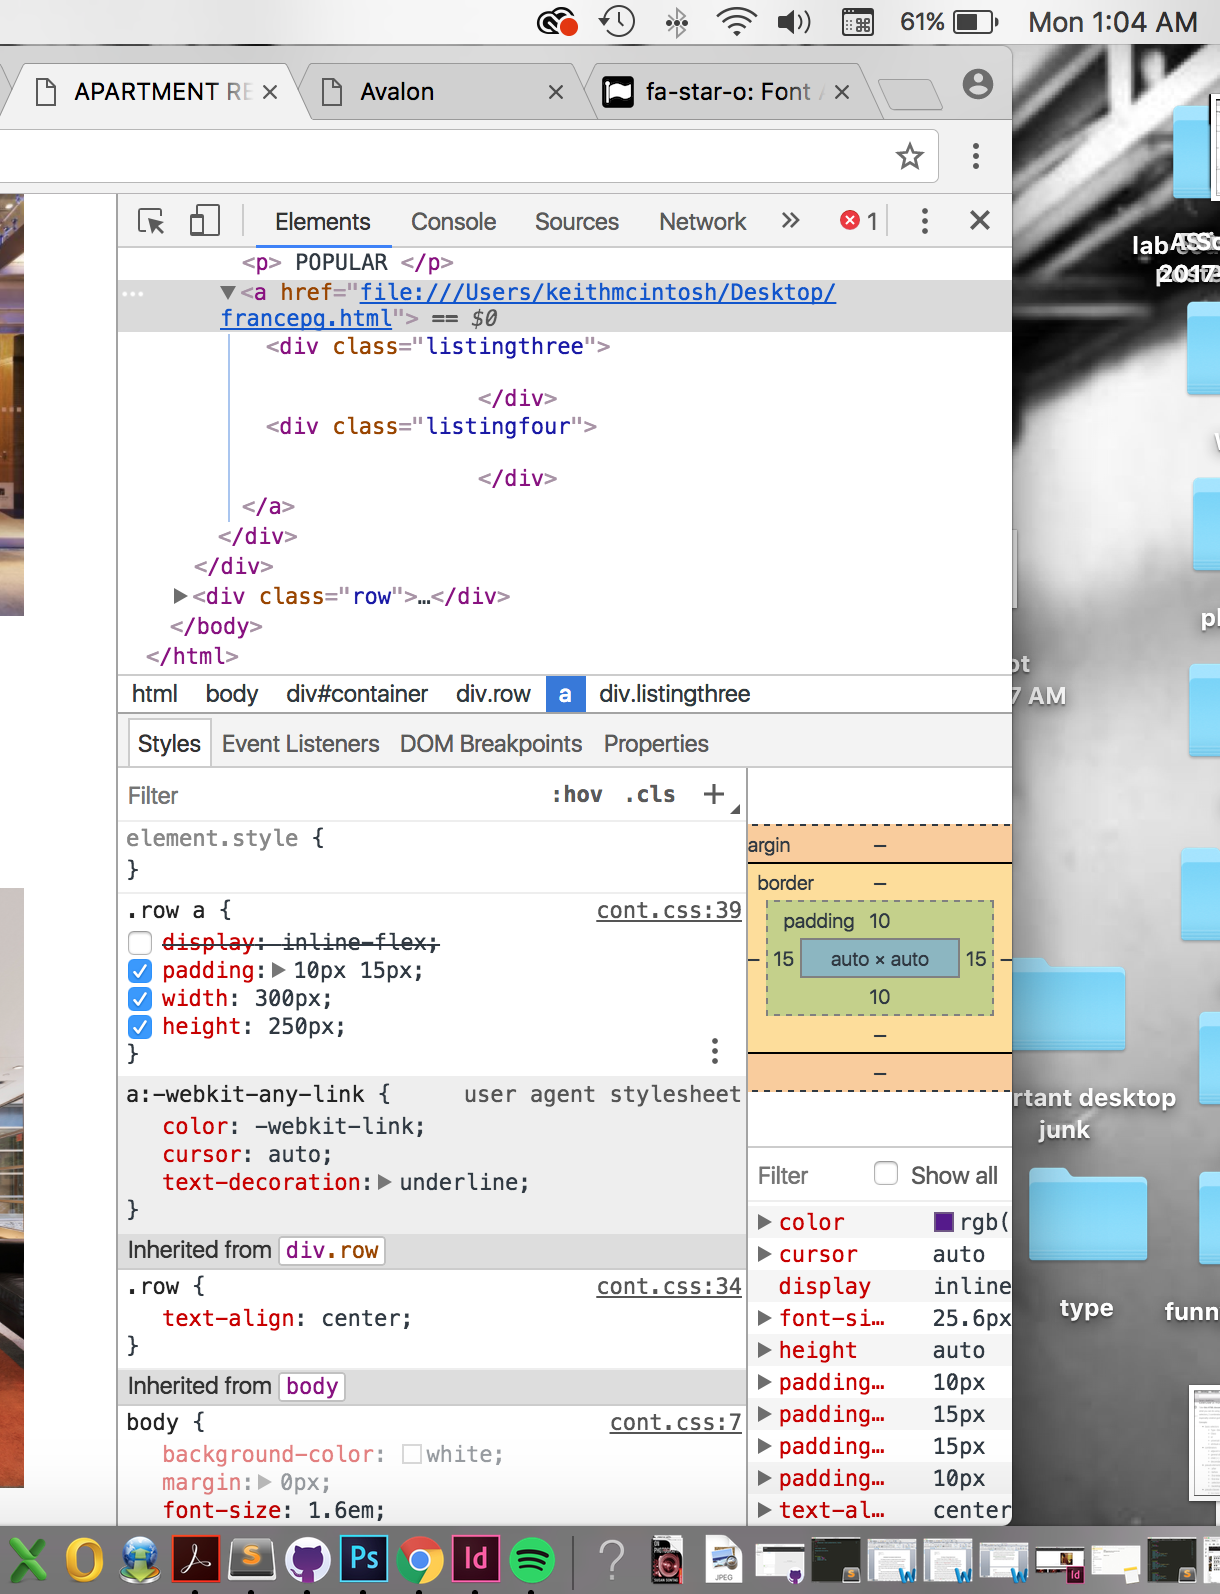 61%
Mon 1:04 AM
APARTMENT RE
Avalon
fa-star-o: Font A
Elements
Console
Sources
Network
1
<p> POPULAR </p>
<a href="file:///Users/keithmcintosh/Desktop/
francepg.html"> == $0
<div class="listingthree">
</div>
<div class="listingfour">
</div>
</a>
</div>
</div>
<div class="row">…</div>
</body>
</html>
html body div#container div.row a div.listingthree
Styles Event Listeners DOM Breakpoints Properties
Filter
:hov .cls +
element.style {
}
.row a {
cont.css:39
display: inline-flex;
padding: 10px 15px;
width: 300px;
height: 250px;
}
a:-webkit-any-link {
user agent stylesheet
color: -webkit-link;
cursor: auto;
text-decoration: underline;
}
Inherited from div.row
.row {
cont.css:34
text-align: center;
}
Inherited from body
body {
cont.css:7
background-color: white;
margin: 0px;
font-size: 1.6em;
argin –
border –
padding 10
– 15 auto × auto 15 –
10
–
–
Filter
Show all
color rgb(
cursor auto
display inline
font-si… 25.6px
height auto
padding… 10px
padding… 15px
padding… 15px
padding… 10px
text-al… center
lab
2017
pt
7 AM
pl
rtant desktop
junk
type
funn
Ps
Id
S
JPEG